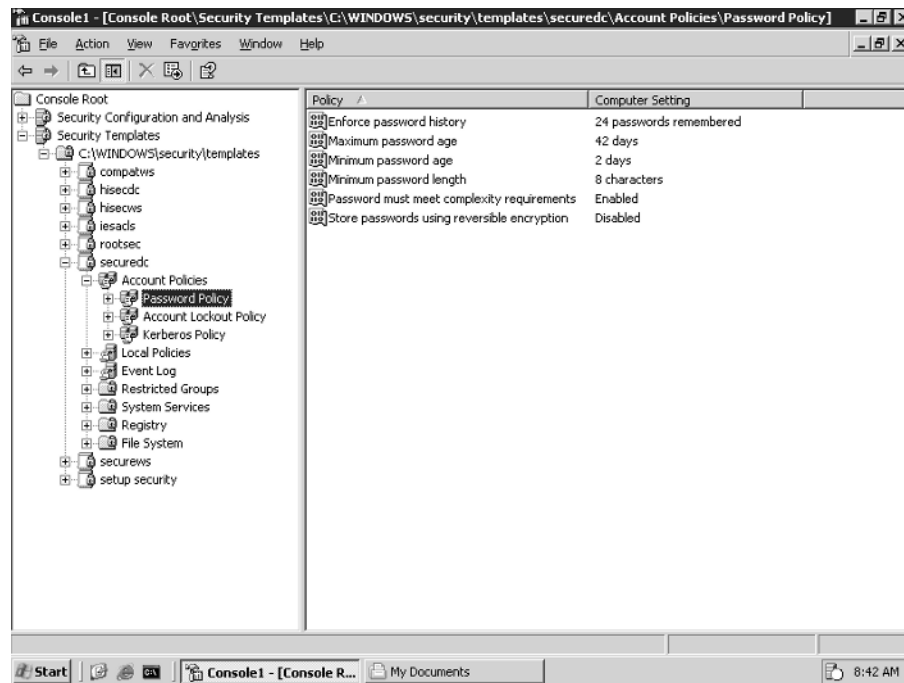 Console1 - [Console Root\Security Templates\C:\WINDOWS\security\templates\securedc\Account Policies\Password Policy]
File Action View Favorites Window Help
Console Root
Security Configuration and Analysis
Security Templates
C:\WINDOWS\security\templates
compatws
hisecdc
hisecws
iesacls
rootsec
securedc
Account Policies
Password Policy
Account Lockout Policy
Kerberos Policy
Local Policies
Event Log
Restricted Groups
System Services
Registry
File System
securews
setup security
Policy Computer Setting
Enforce password history 24 passwords remembered
Maximum password age 42 days
Minimum password age 2 days
Minimum password length 8 characters
Password must meet complexity requirements Enabled
Store passwords using reversible encryption Disabled
Start Console1 - [Console R... My Documents 8:42 AM